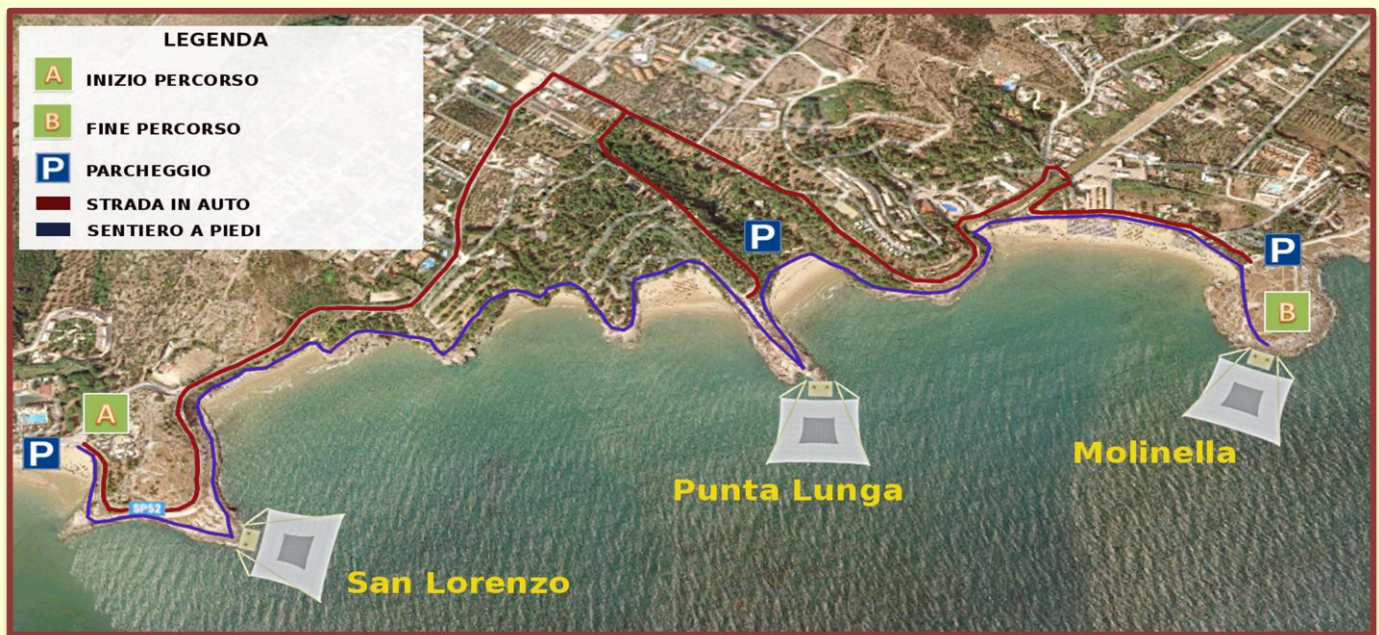 LEGENDA
A INIZIO PERCORSO
B FINE PERCORSO
P PARCHEGGIO
STRADA IN AUTO
SENTIERO A PIEDI
P
P
B
A
P
Molinella
Punta Lunga
SP52
San Lorenzo